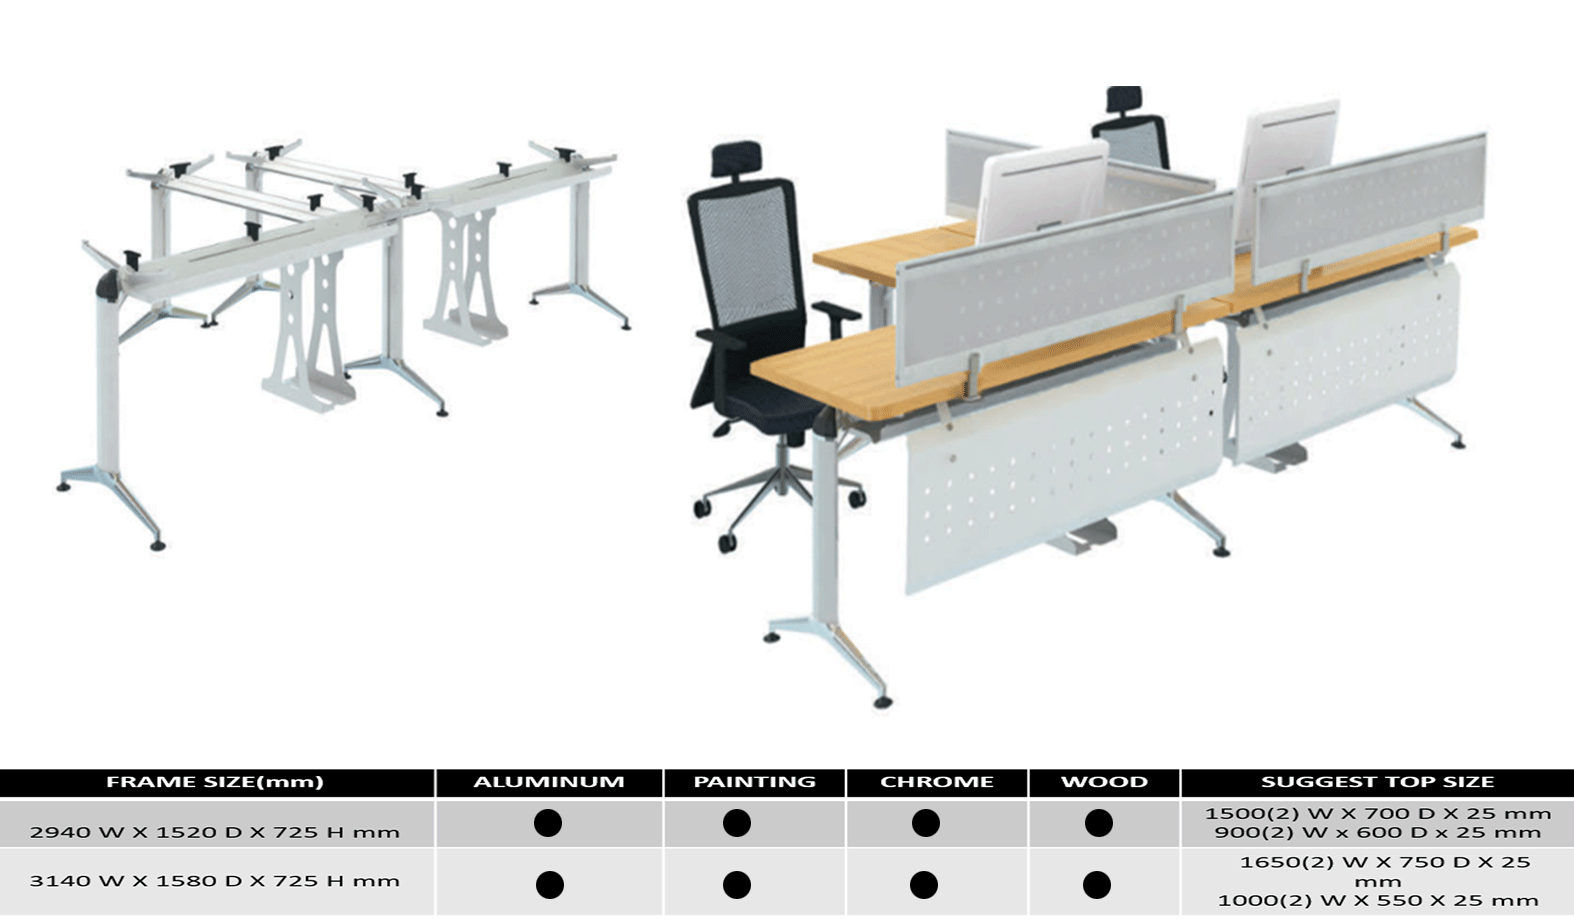 FRAME SIZE(mm) ALUMINUM PAINTING CHROME WOOD SUGGEST TOP SIZE
2940 W X 1520 D X 725 H mm
1500(2) W X 700 D X 25 mm
900(2) W x 600 D x 25 mm
3140 W X 1580 D X 725 H mm
1650(2) W X 750 D X 25
mm
1000(2) W X 550 X 25 mm